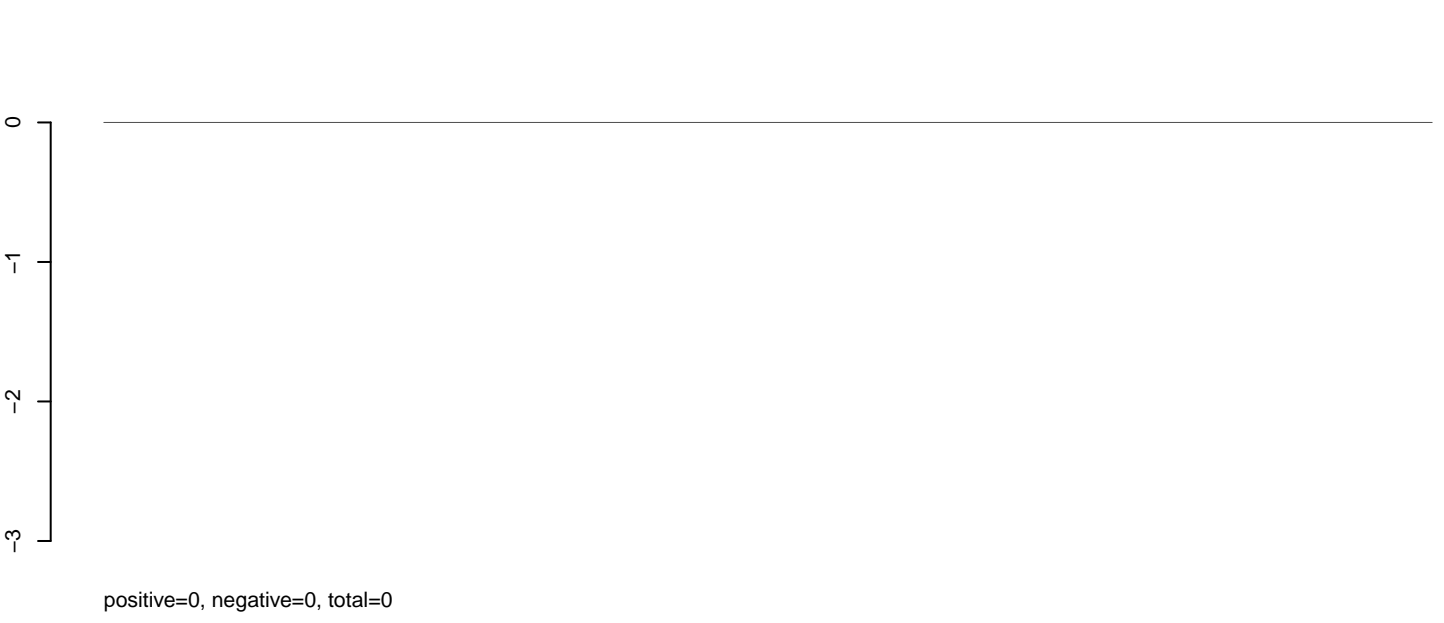 0
−1
−2
−3
positive=0, negative=0, total=0